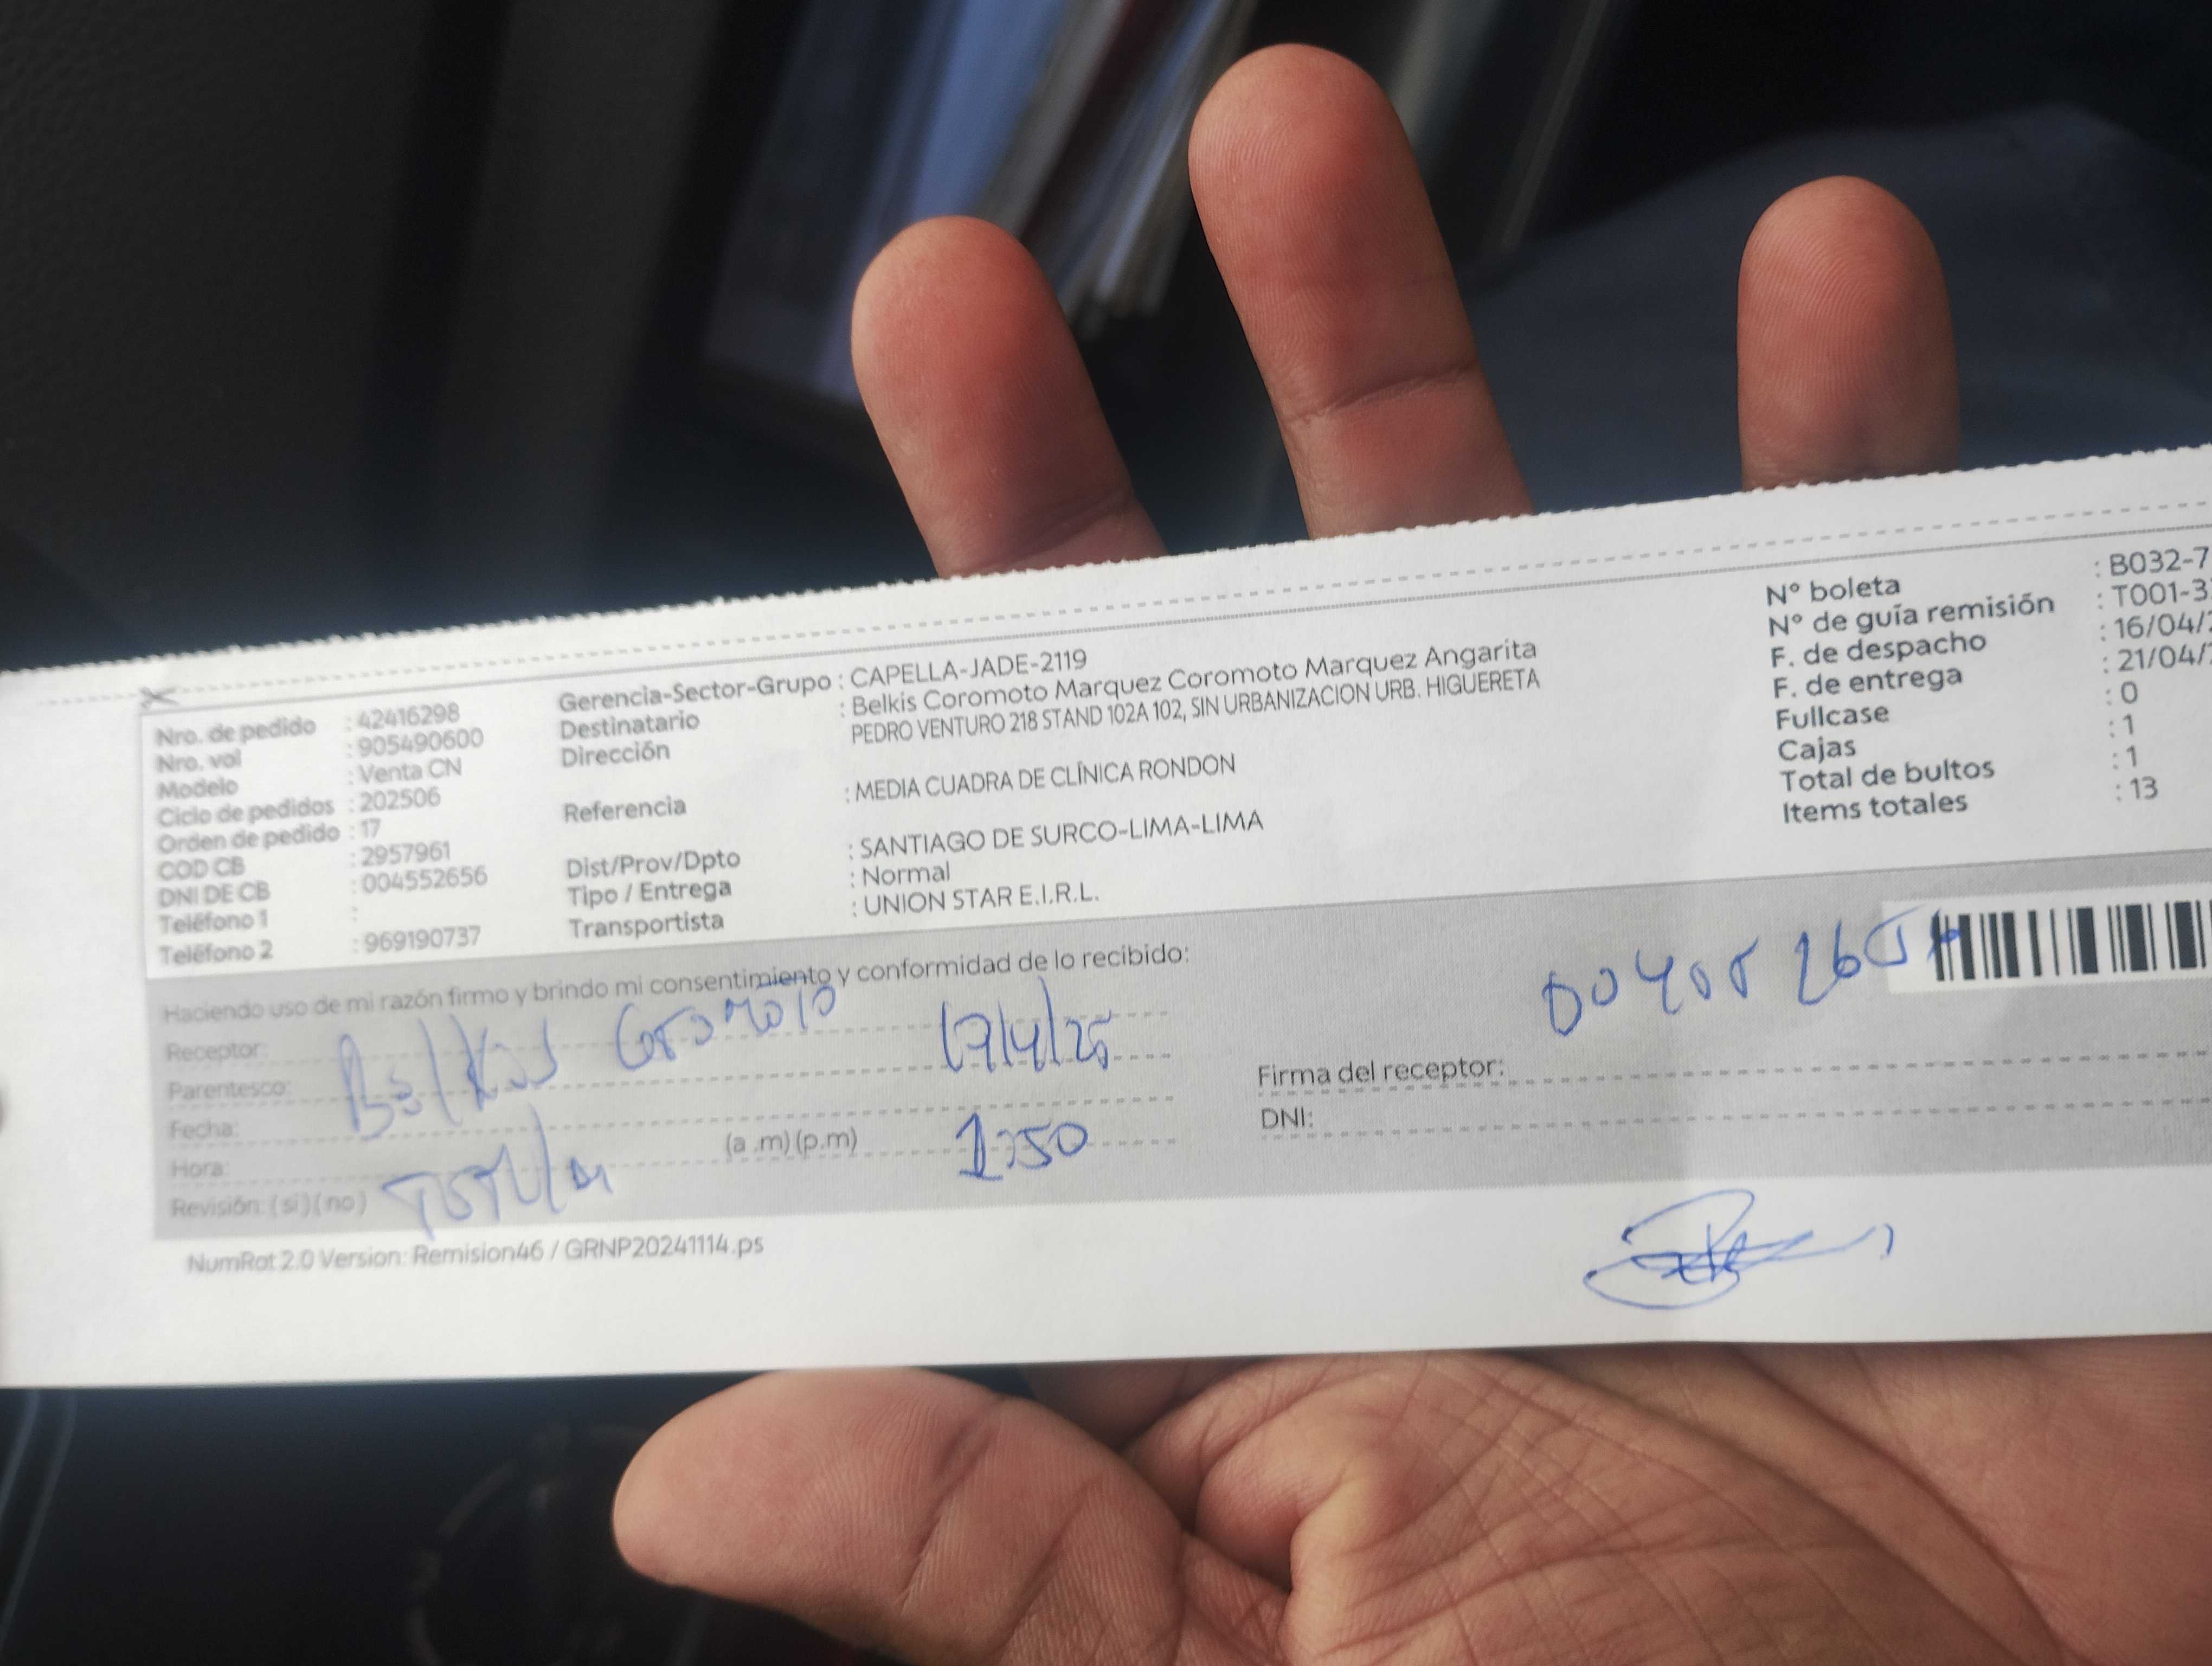 Nro. de pedido : 42416298
Nro. vol : 905490600
Modelo : Venta CN
Ciclo de pedidos : 202506
Orden de pedido : 17
COD CB : 2957961
DNI DE CB : 004552656
Teléfono 1 :
Teléfono 2 : 969190737
Gerencia-Sector-Grupo : CAPELLA-JADE-2119
Destinatario : Belkis Coromoto Marquez Coromoto Marquez Angarita
Dirección PEDRO VENTURO 218 STAND 102A 102, SIN URBANIZACION URB. HIGUERETA
Referencia : MEDIA CUADRA DE CLÍNICA RONDON
Dist/Prov/Dpto : SANTIAGO DE SURCO-LIMA-LIMA
Tipo / Entrega : Normal
Transportista : UNION STAR E.I.R.L.
Nº boleta : B032-7
Nº de guía remisión : T001-3
F. de despacho : 16/04/
F. de entrega : 21/04/
Fullcase : 0
Cajas : 1
Total de bultos : 1
Items totales : 13
Haciendo uso de mi razón firmo y brindo mi consentimiento y conformidad de lo recibido:
Receptor:
Parentesco: Belkis Coromoto 17/4/25
Fecha:
Hora: (a .m) (p.m) 1:50
Revisión: ( si ) ( no ) Titular
Firma del receptor:
DNI:
NumRot 2.0 Version: Remision46 / GRNP20241114.ps